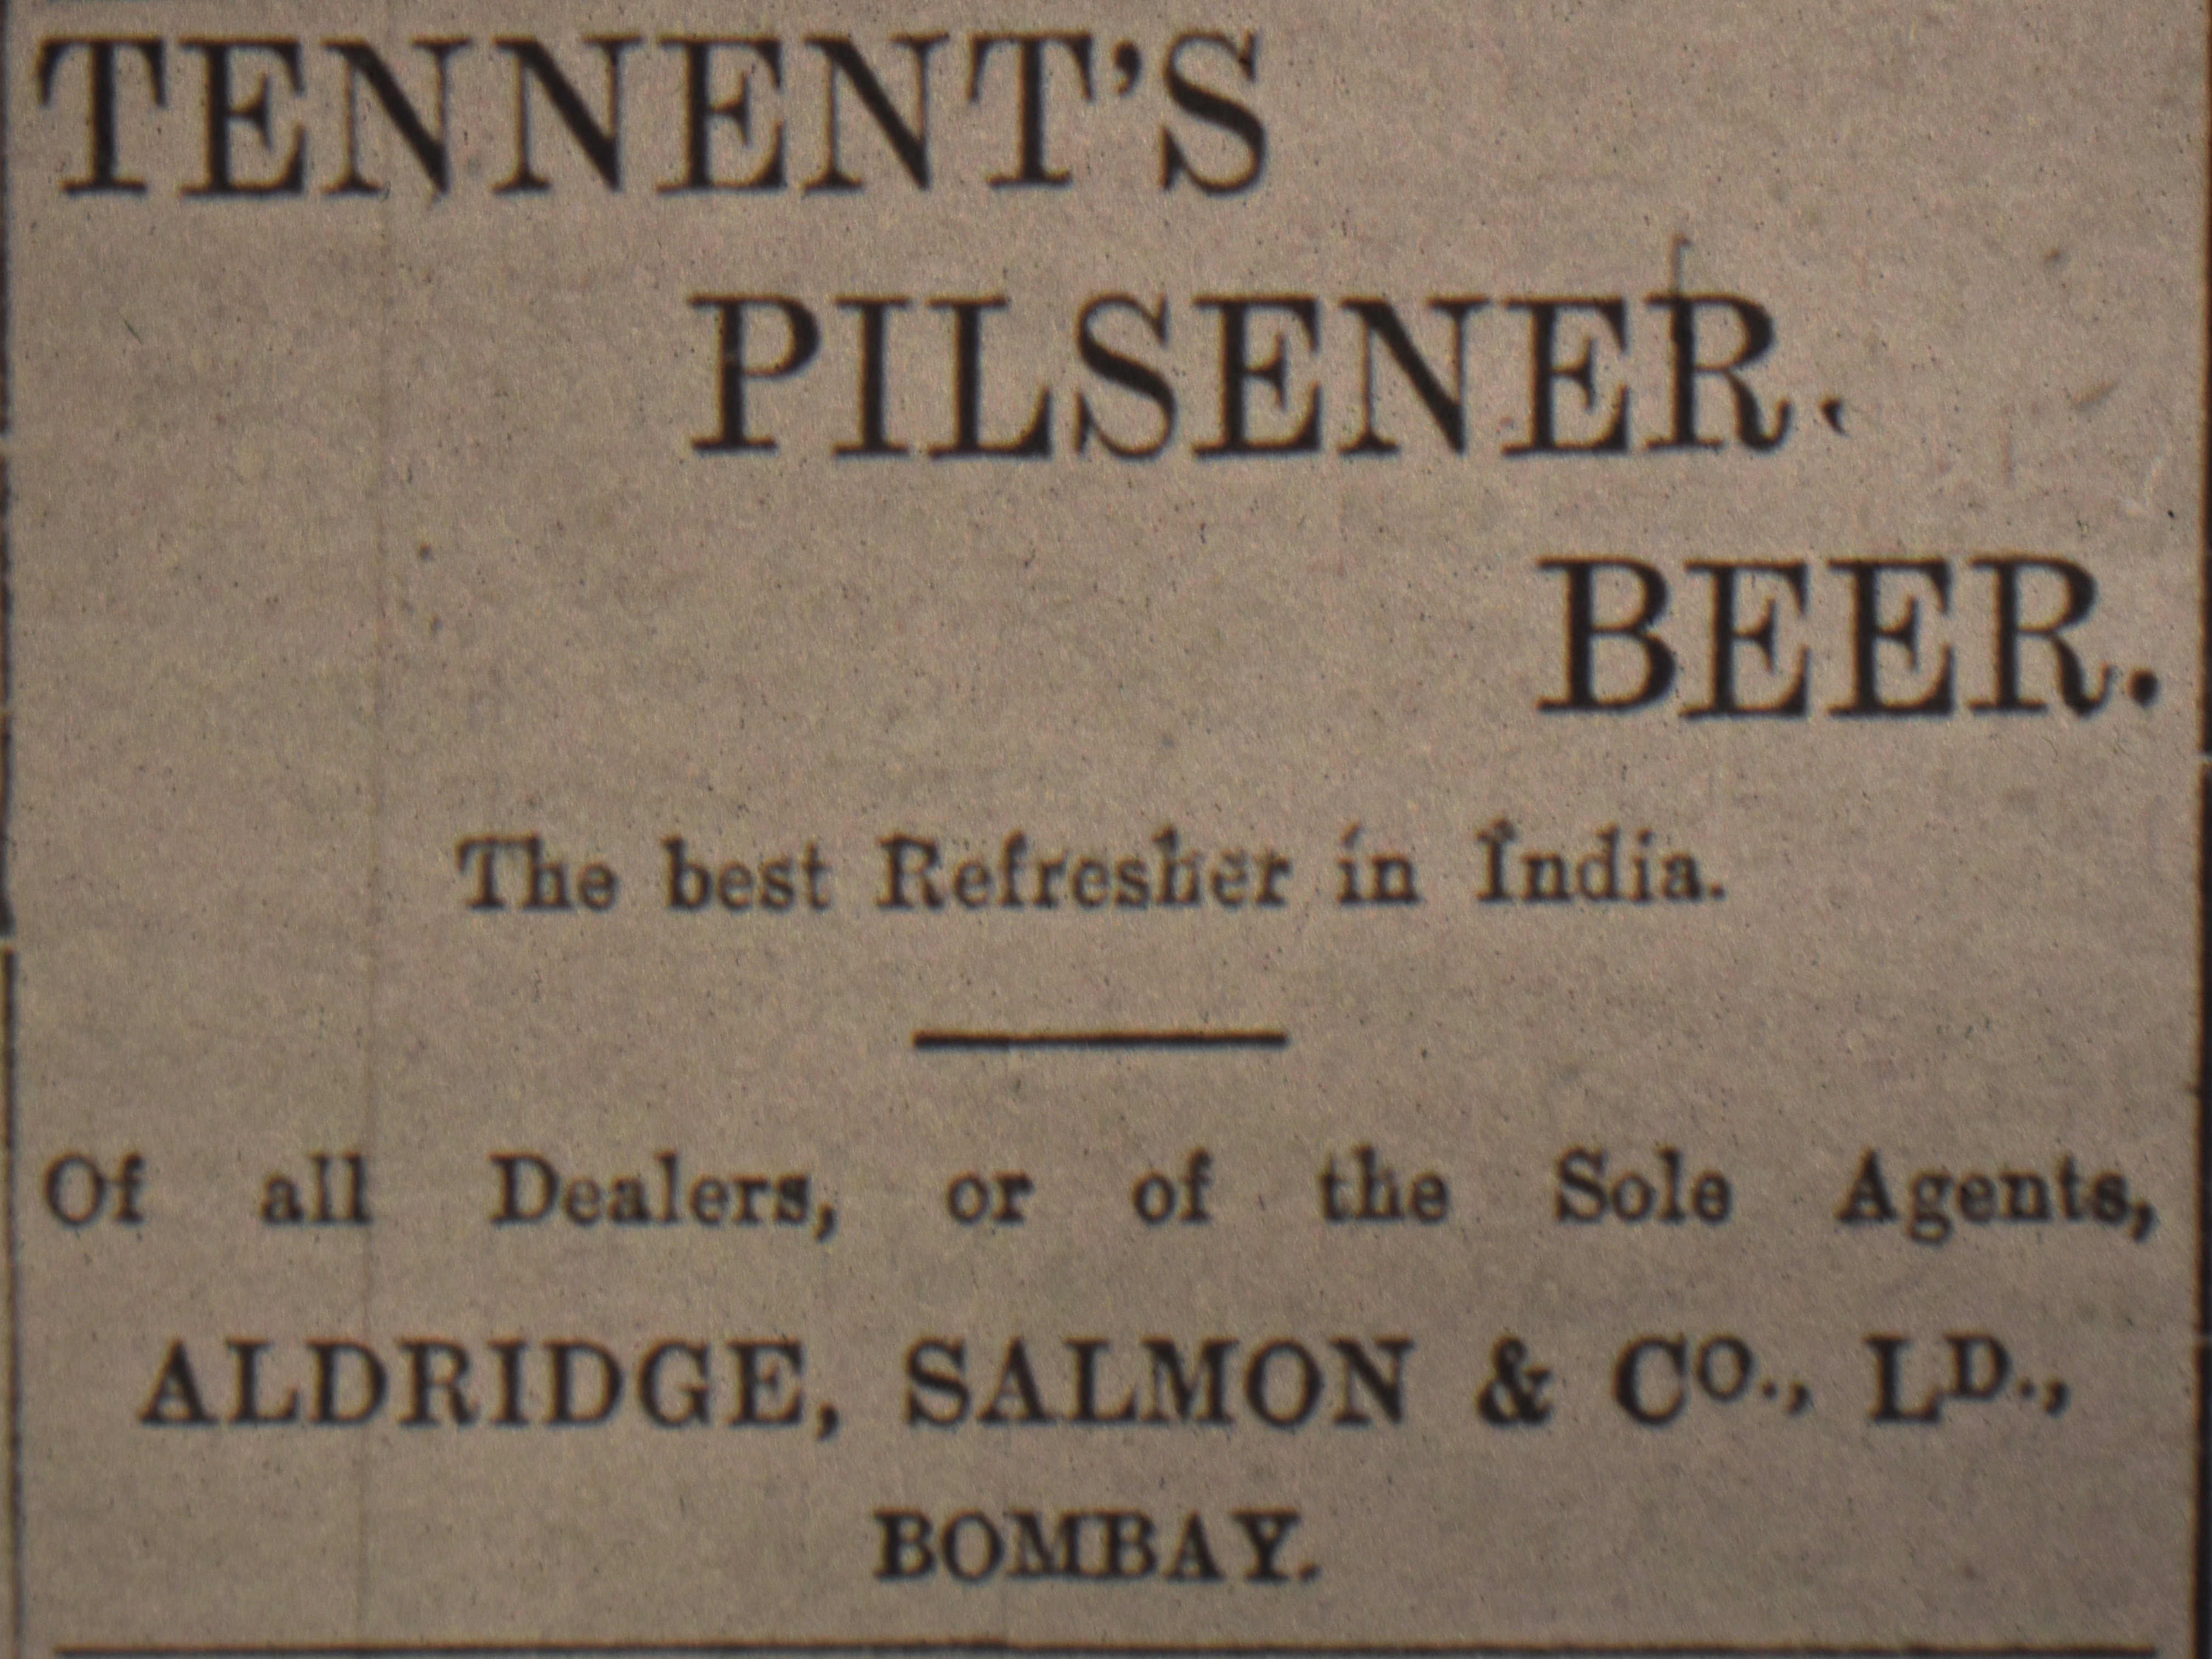 TENNENT'S
PILSENER.
BEER.
The best Refresher in India.
Of all Dealers, or of the Sole Agents,
ALDRIDGE, SALMON & CO., LD.,
BOMBAY.